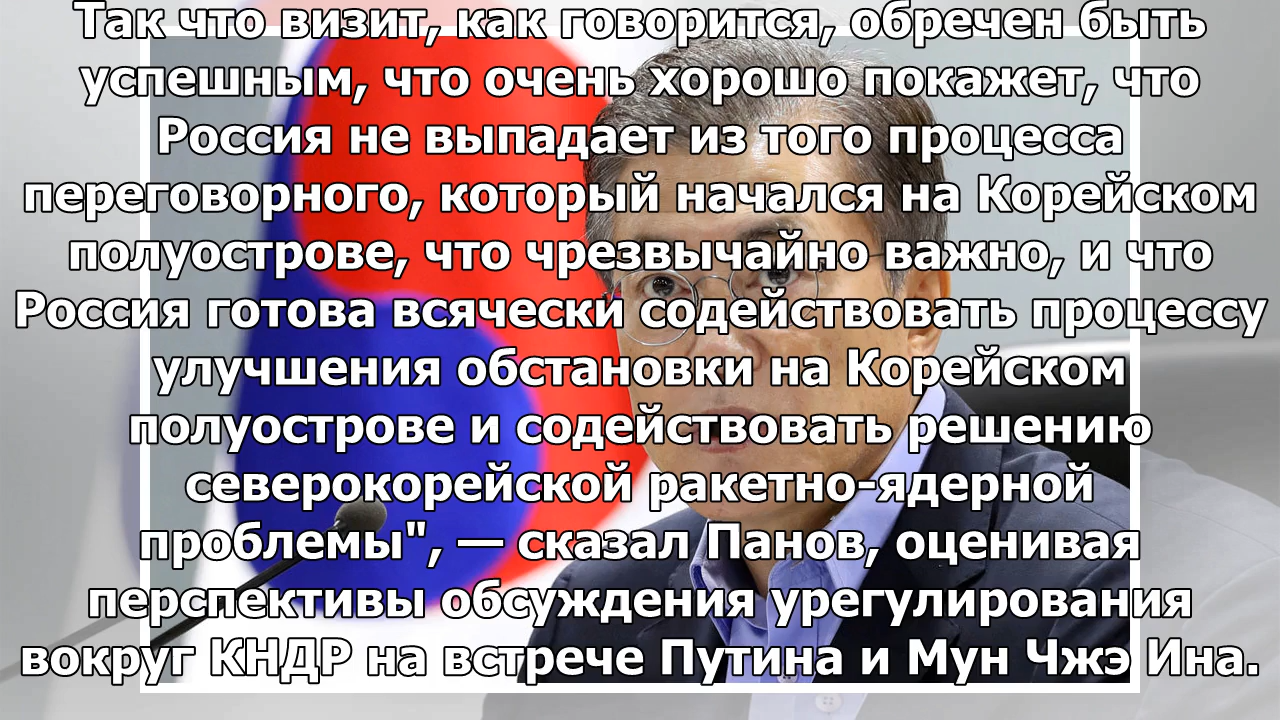 Так что визит, как говорится, обречен быть
успешным, что очень хорошо покажет, что
Россия не выпадает из того процесса
переговорного, который начался на Корейском
полуострове, что чрезвычайно важно, и что
Россия готова всячески содействовать процессу
улучшения обстановки на Корейском
полуострове и содействовать решению
северокорейской ракетно-ядерной
проблемы", — сказал Панов, оценивая
перспективы обсуждения урегулирования
вокруг КНДР на встрече Путина и Мун Чжэ Ина.